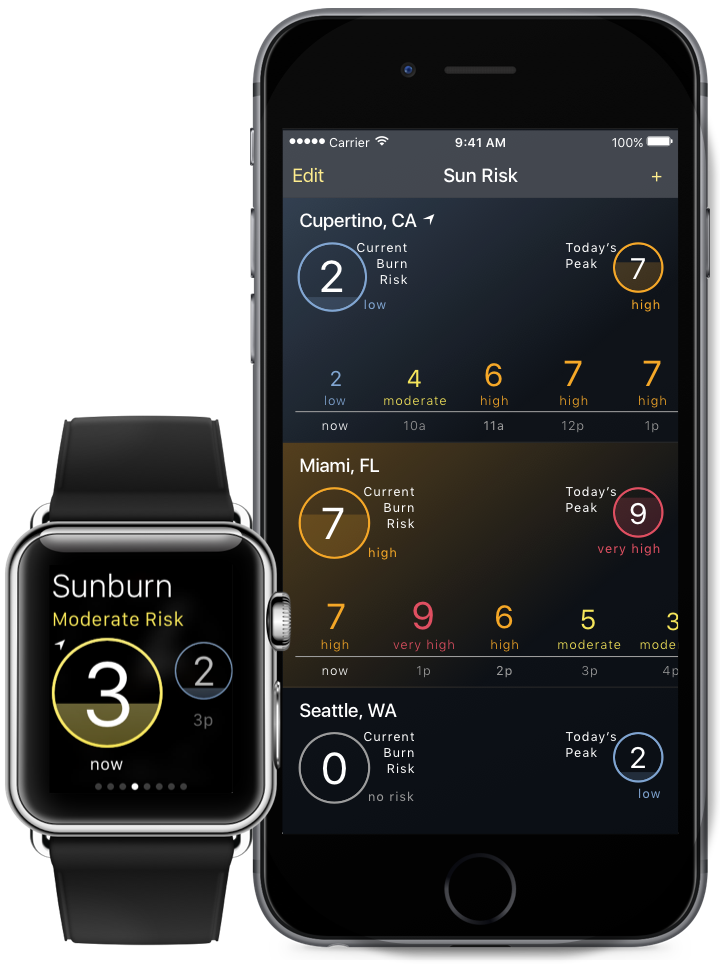 Carrier 9:41 AM 100%
Edit Sun Risk +
Cupertino, CA
2 Current Burn Risk low
Today's Peak 7 high
2 4 6 7 7
low moderate high high high
now 10a 11a 12p 1p
Miami, FL
7 Current Burn Risk high
Today's Peak 9 very high
7 9 6 5 3
high very high high moderate mode
now 1p 2p 3p 4p
Seattle, WA
0 Current Burn Risk no risk
Today's Peak 2 low
Sunburn
Moderate Risk
3 2
3p
now